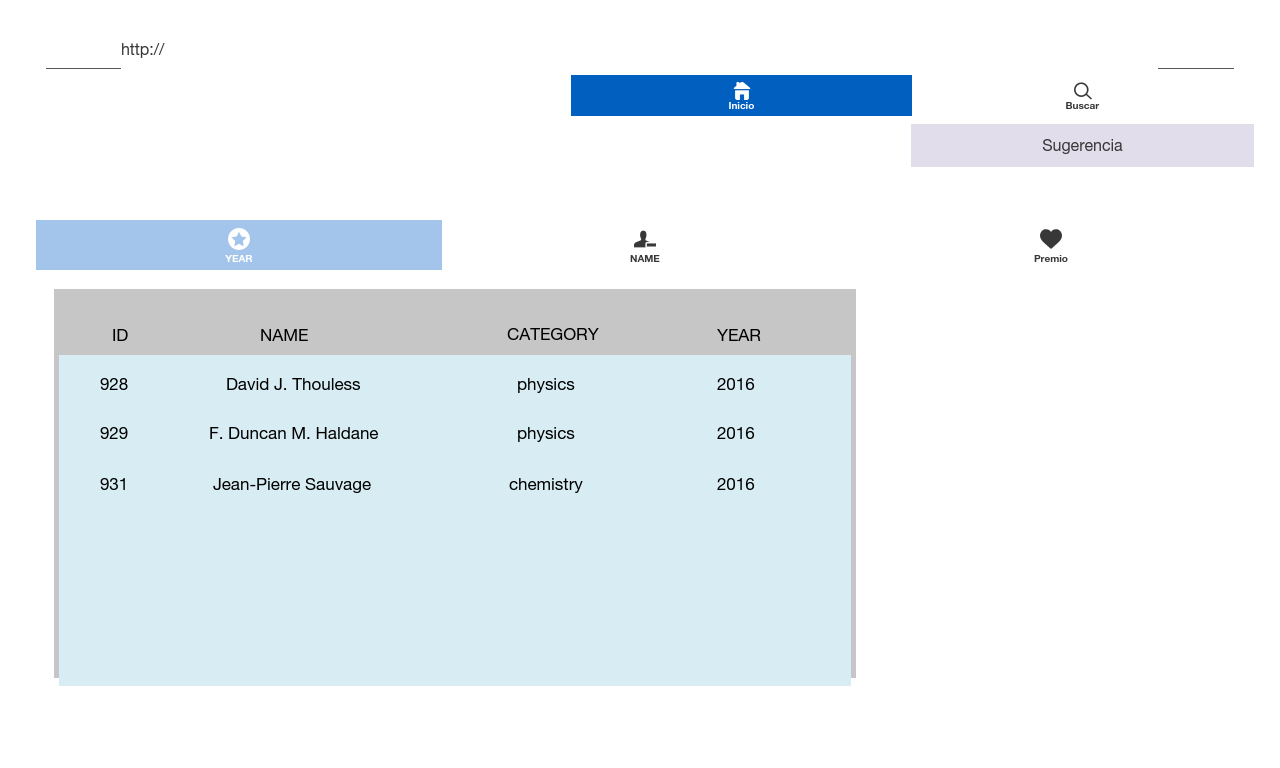 http://
Inicio
Buscar
Sugerencia
YEAR
NAME
Premio
ID NAME CATEGORY YEAR
928 David J. Thouless physics 2016
929 F. Duncan M. Haldane physics 2016
931 Jean-Pierre Sauvage chemistry 2016